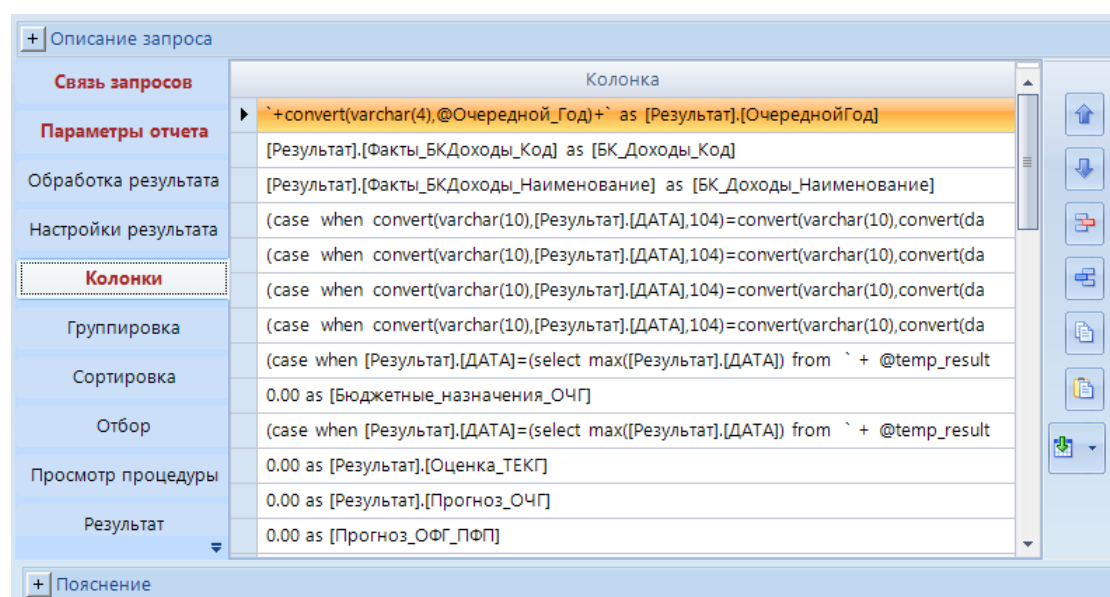 + Описание запроса
Связь запросов
Параметры отчета
Обработка результата
Настройки результата
Колонки
Группировка
Сортировка
Отбор
Просмотр процедуры
Результат
Колонка
`+convert(varchar(4),@Очередной_Год)+` as [Результат].[ОчереднойГод]
[Результат].[Факты_БКДоходы_Код] as [БК_Доходы_Код]
[Результат].[Факты_БКДоходы_Наименование] as [БК_Доходы_Наименование]
(case when convert(varchar(10),[Результат].[ДАТА],104)=convert(varchar(10),convert(da
(case when convert(varchar(10),[Результат].[ДАТА],104)=convert(varchar(10),convert(da
(case when convert(varchar(10),[Результат].[ДАТА],104)=convert(varchar(10),convert(da
(case when convert(varchar(10),[Результат].[ДАТА],104)=convert(varchar(10),convert(da
(case when [Результат].[ДАТА]=(select max([Результат].[ДАТА]) from ` + @temp_result
0.00 as [Бюджетные_назначения_ОЧГ]
(case when [Результат].[ДАТА]=(select max([Результат].[ДАТА]) from ` + @temp_result
0.00 as [Результат].[Оценка_ТЕКГ]
0.00 as [Результат].[Прогноз_ОЧГ]
0.00 as [Прогноз_ОФГ_ПФП]
+ Пояснение